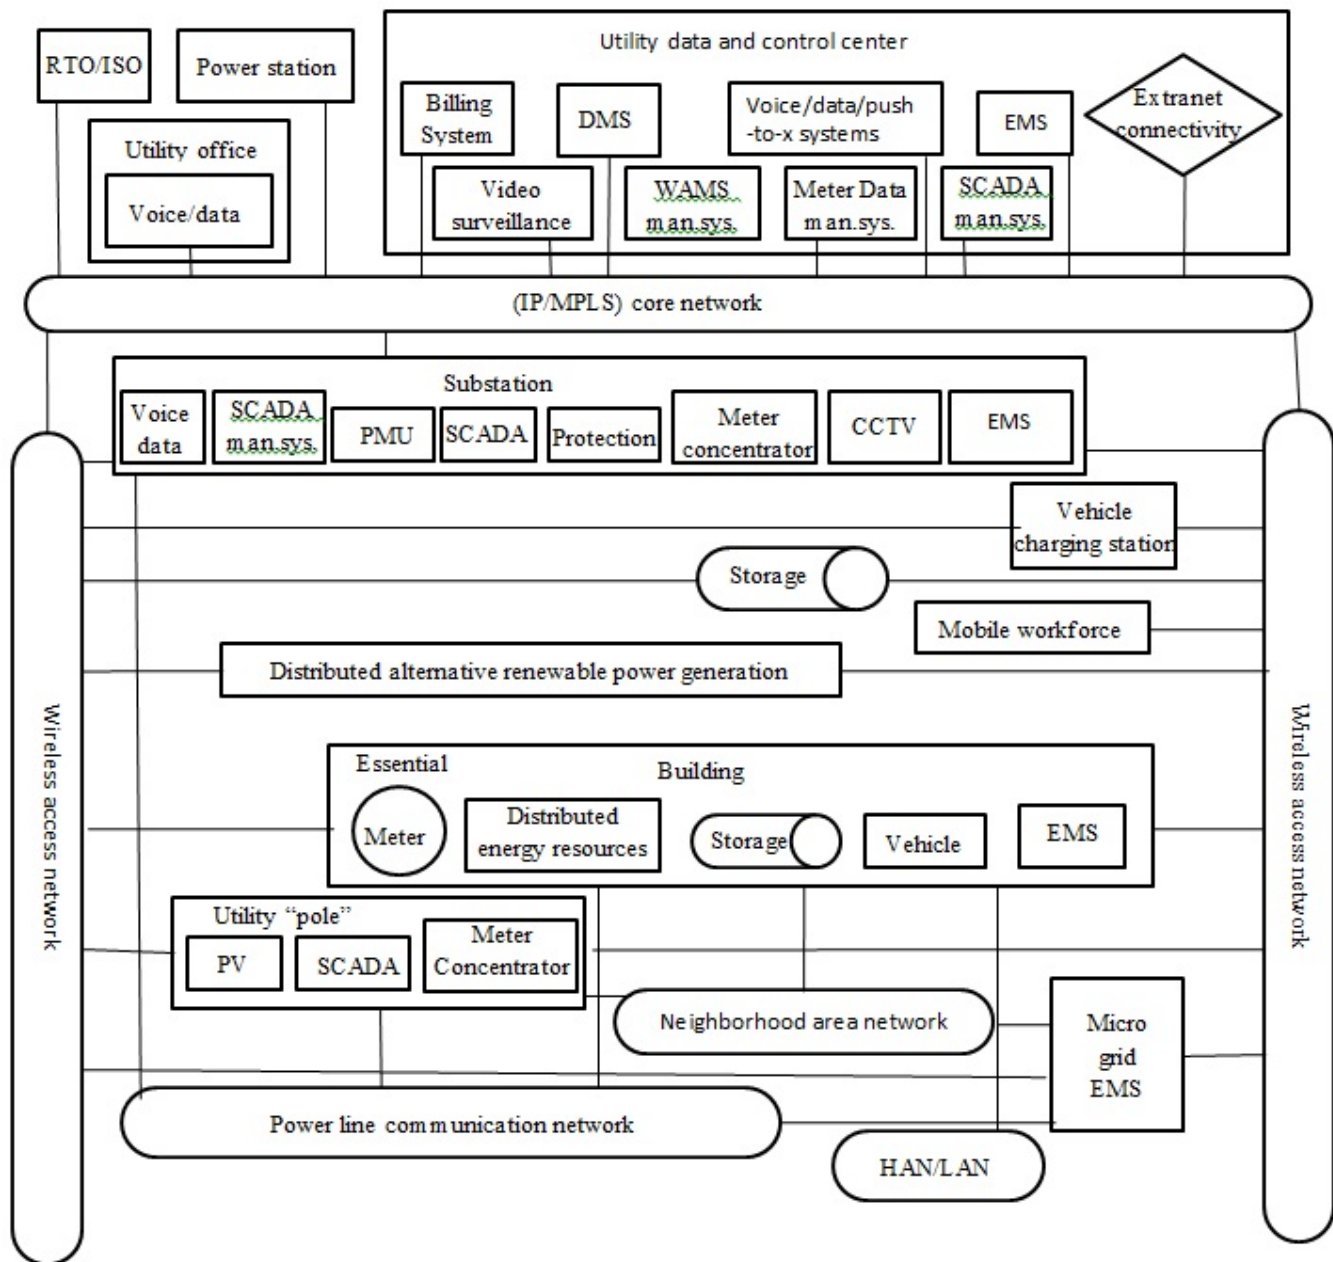 RTO/ISO
Power station
Utility office
Voice/data
Utility data and control center
Billing
System
DMS
Voice/data/push
-to-x systems
EMS
Extranet
connectivity
Video
surveillance
WAMS
man.sys.
Meter Data
man.sys.
SCADA
man.sys.
(IP/MPLS) core network
Substation
Voice
data
SCADA
man.sys.
PMU
SCADA
Protection
Meter
concentrator
CCTV
EMS
Vehicle
charging station
Storage
Mobile workforce
Distributed alternative renewable power generation
Wireless access network
Wireless access network
Essential
Building
Meter
Distributed
energy resources
Storage
Vehicle
EMS
Utility “pole”
PV
SCADA
Meter
Concentrator
Neighborhood area network
Micro
grid
EMS
Power line communication network
HAN/LAN